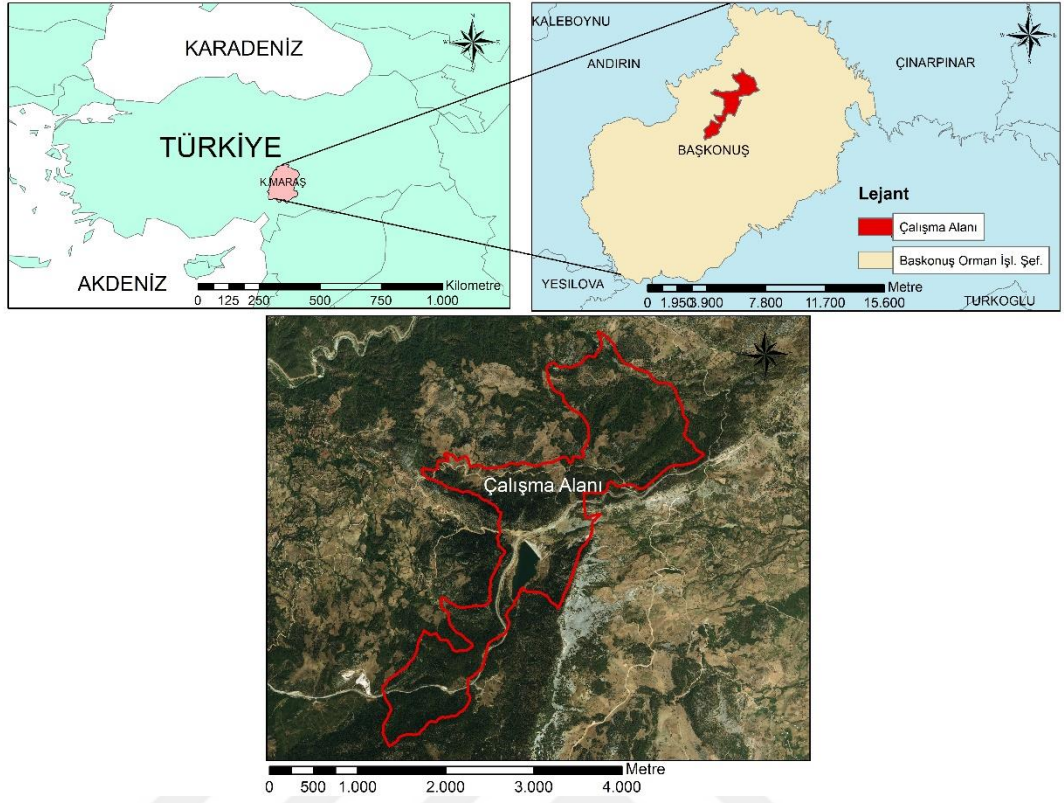 KARADENİZ
TÜRKİYE
K.MARAŞ
AKDENİZ
Kilometre
0 125 250 500 750 1.000
KALEBOYNU
ANDIRIN
ÇINARPINAR
BAŞKONUŞ
Lejant
Çalışma Alanı
Baskonuş Orman İşl. Şef.
YESILOVA
Metre
0 1.950 3.900 7.800 11.700 15.600
TURKOGLU
Çalışma Alanı
Metre
0 500 1.000 2.000 3.000 4.000